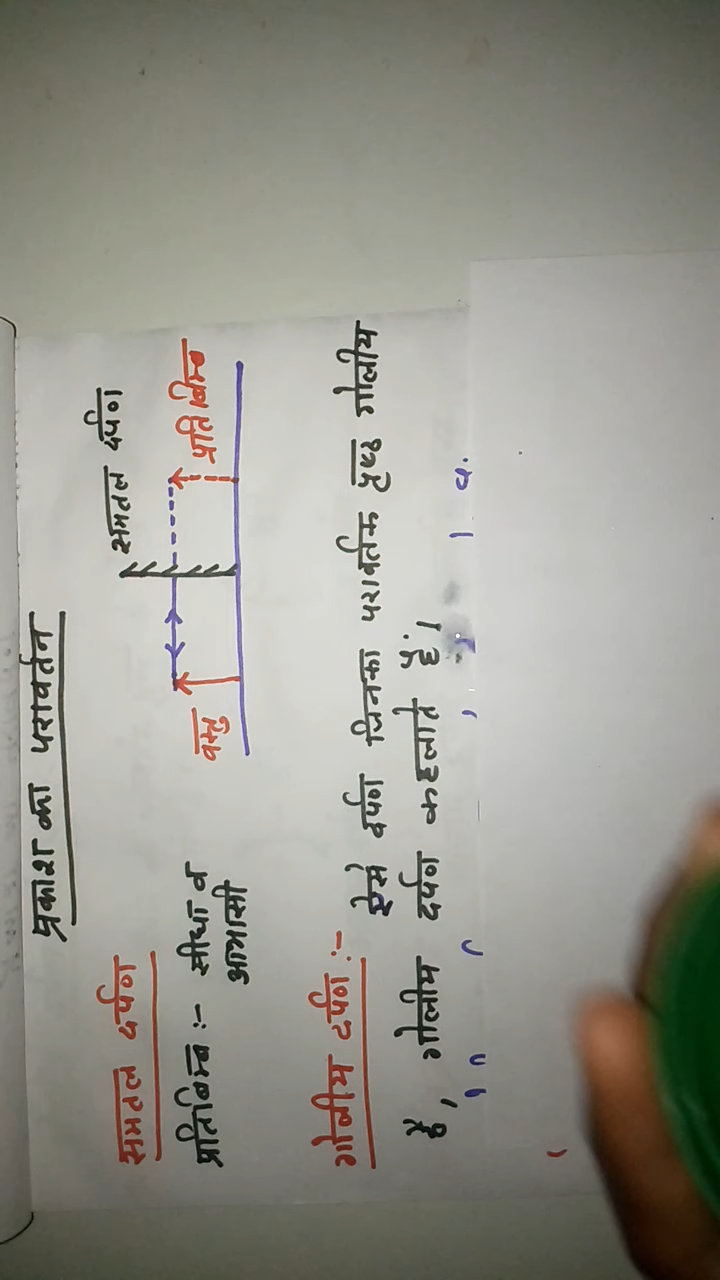 प्रकाश का परावर्तन
समतल दर्पण
समतल दर्पण
प्रतिबिम्ब :- सीधा व
आभासी
वस्तु
प्रतिबिम्ब
गोलीय दर्पण :- ऐसे दर्पण जिनका परावर्तक पृष्ठ गोलीय
है, गोलीय दर्पण कहलाते हैं।